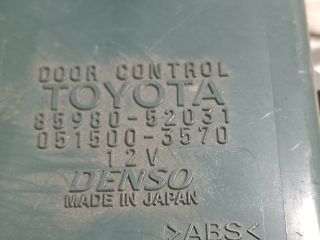 DOOR CONTROL
TOYOTA
85980-52031
051500-3570
12V
DENSO
MADE IN JAPAN
>ABS<